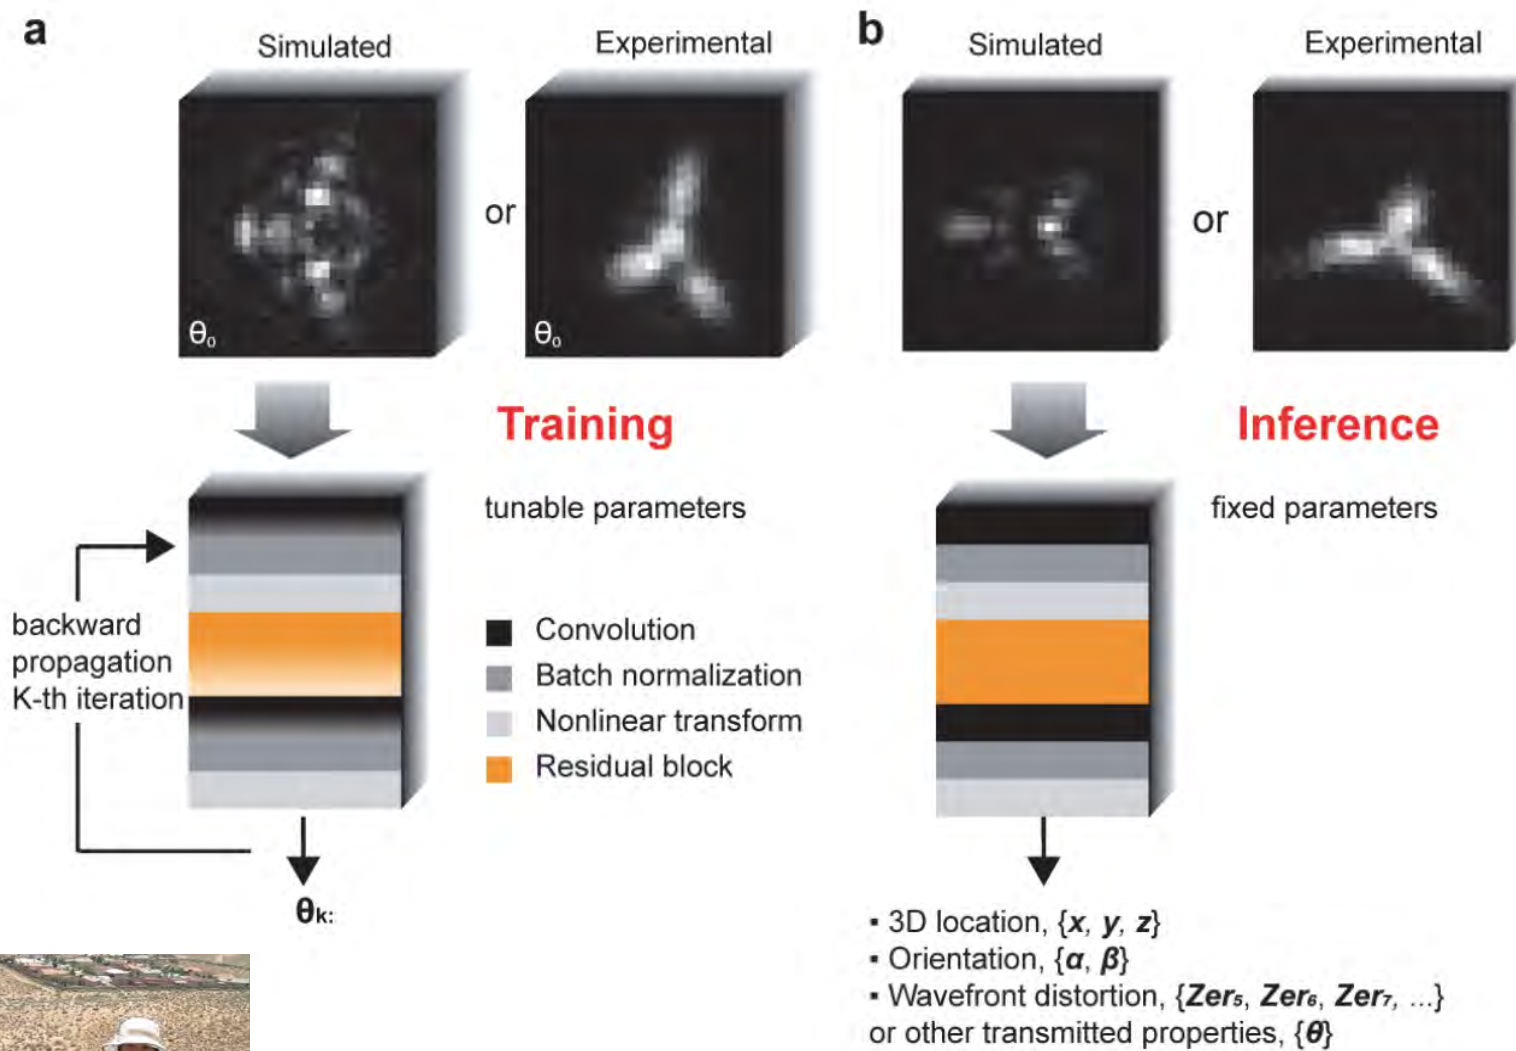 a
Simulated
Experimental
or
θ₀
θ₀
Training
tunable parameters
backward
propagation
K-th iteration
Convolution
Batch normalization
Nonlinear transform
Residual block
θk:
b
Simulated
Experimental
or
Inference
fixed parameters
▪ 3D location, {x, y, z}
▪ Orientation, {α, β}
▪ Wavefront distortion, {Zer₅, Zer₆, Zer₇, ...}
or other transmitted properties, {θ}